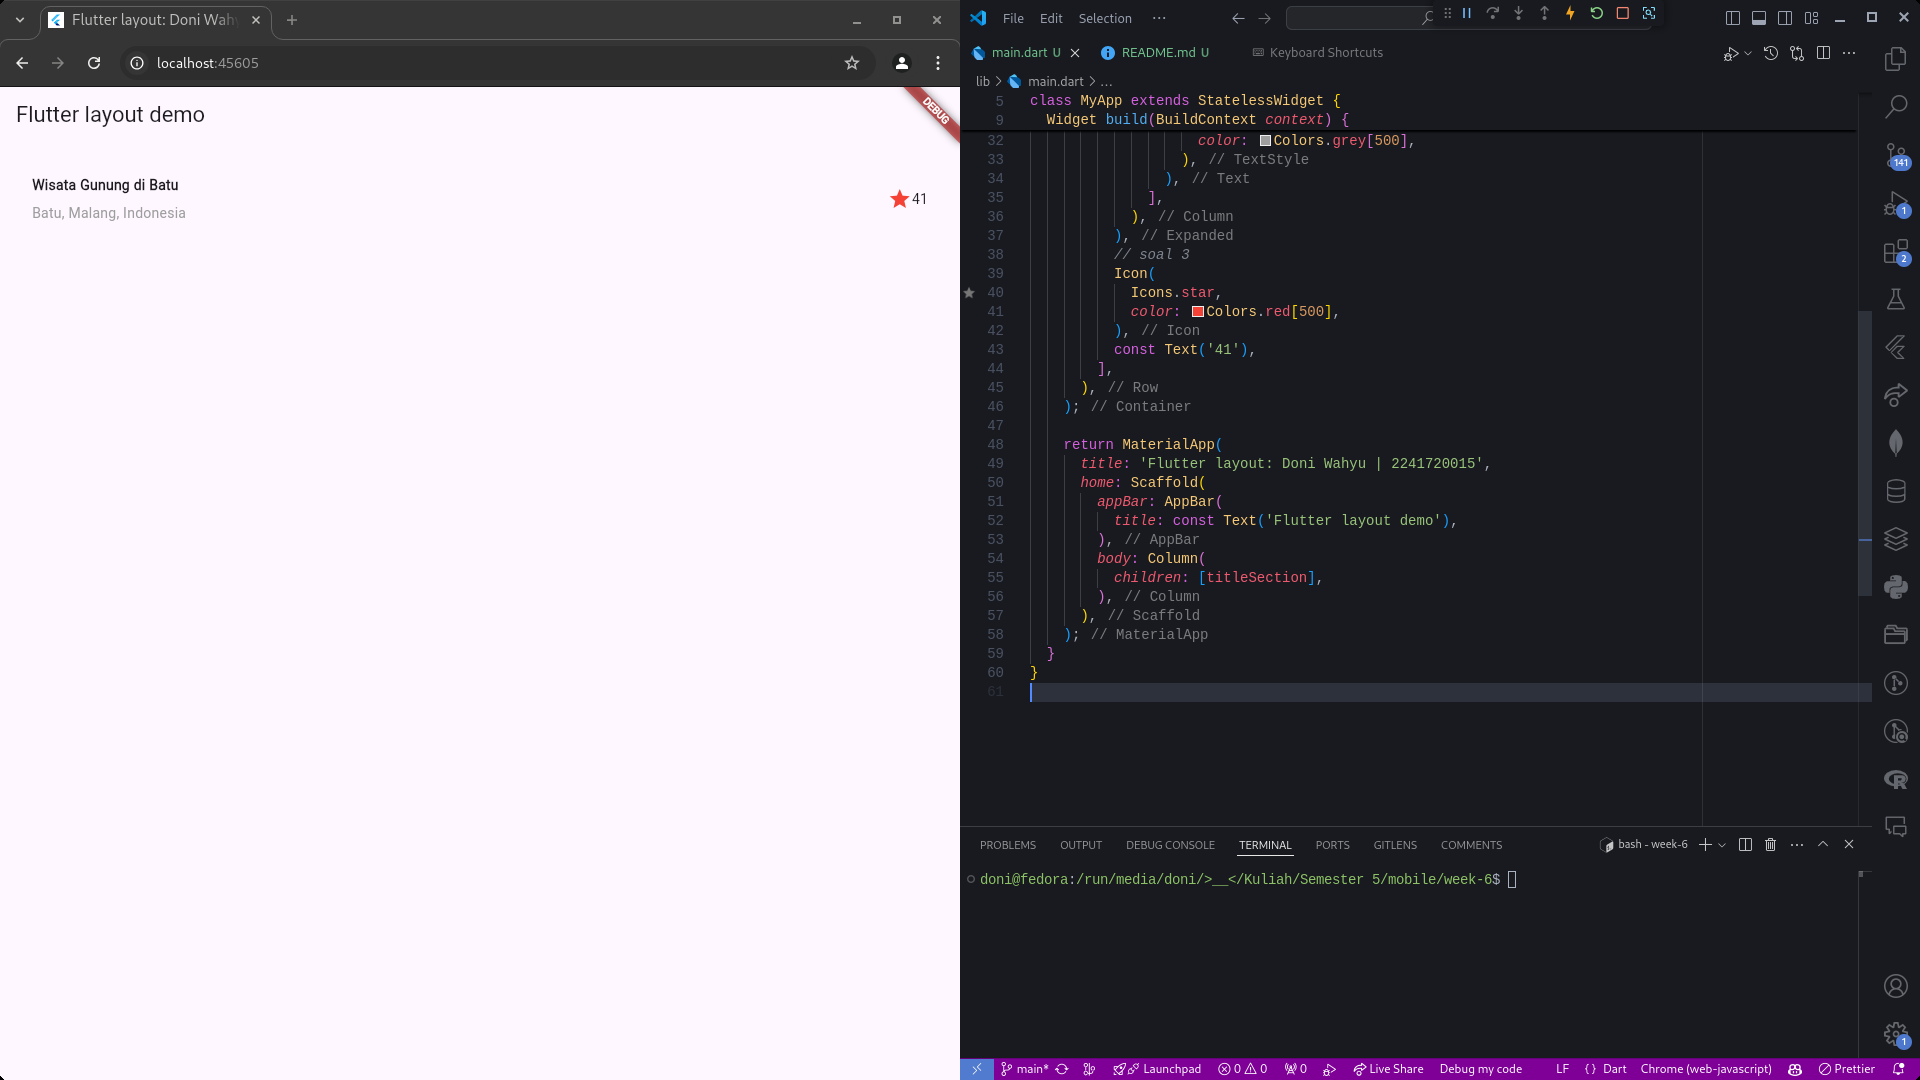 Flutter layout: Doni Wah
localhost:45605
Flutter layout demo
DEBUG
Wisata Gunung di Batu
Batu, Malang, Indonesia
41
File Edit Selection
main.dart U
README.md U
Keyboard Shortcuts
lib > main.dart > ...
5 class MyApp extends StatelessWidget {
9 Widget build(BuildContext context) {
32 color: Colors.grey[500],
33 ), // TextStyle
34 ), // Text
35 ],
36 ), // Column
37 ), // Expanded
38 // soal 3
39 Icon(
40 Icons.star,
41 color: Colors.red[500],
42 ), // Icon
43 const Text('41'),
44 ],
45 ), // Row
46 ); // Container
47
48 return MaterialApp(
49 title: 'Flutter layout: Doni Wahyu | 2241720015',
50 home: Scaffold(
51 appBar: AppBar(
52 title: const Text('Flutter layout demo'),
53 ), // AppBar
54 body: Column(
55 children: [titleSection],
56 ), // Column
57 ), // Scaffold
58 ); // MaterialApp
59 }
60 }
61
141
1
2
PROBLEMS OUTPUT DEBUG CONSOLE TERMINAL PORTS GITLENS COMMENTS
bash - week-6
doni@fedora:/run/media/doni/>__</Kuliah/Semester 5/mobile/week-6$
1
main* Launchpad 0 0 0 Live Share Debug my code LF { } Dart Chrome (web-javascript) Prettier